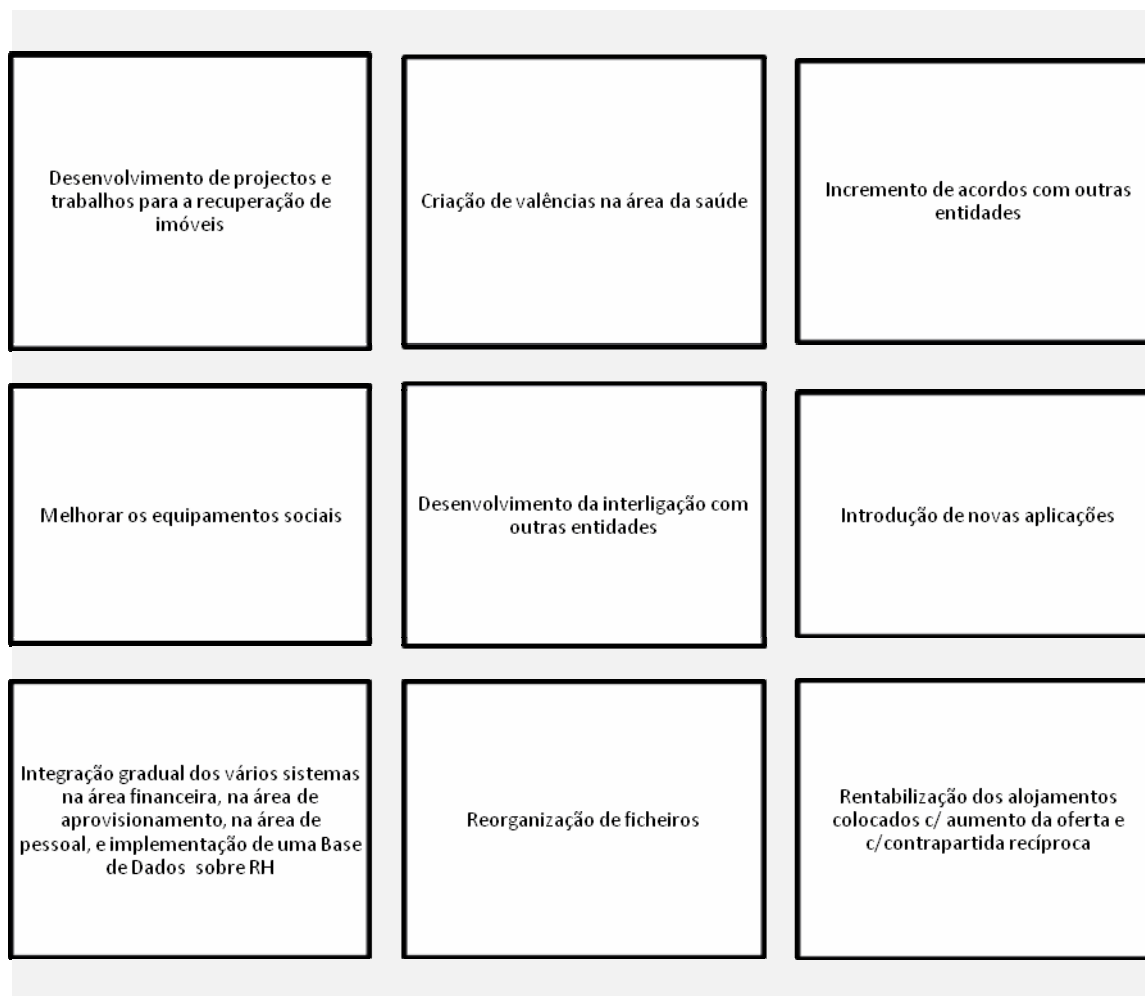 Desenvolvimento de projectos e
trabalhos para a recuperação de
imóveis
Criação de valências na área da saúde
Incremento de acordos com outras
entidades
Melhorar os equipamentos sociais
Desenvolvimento da interligação com
outras entidades
Introdução de novas aplicações
Integração gradual dos vários sistemas
na área financeira, na área de
aprovisionamento, na área de
pessoal, e implementação de uma Base
de Dados sobre RH
Reorganização de ficheiros
Rentabilização dos alojamentos
colocados c/ aumento da oferta e
c/contrapartida recíproca